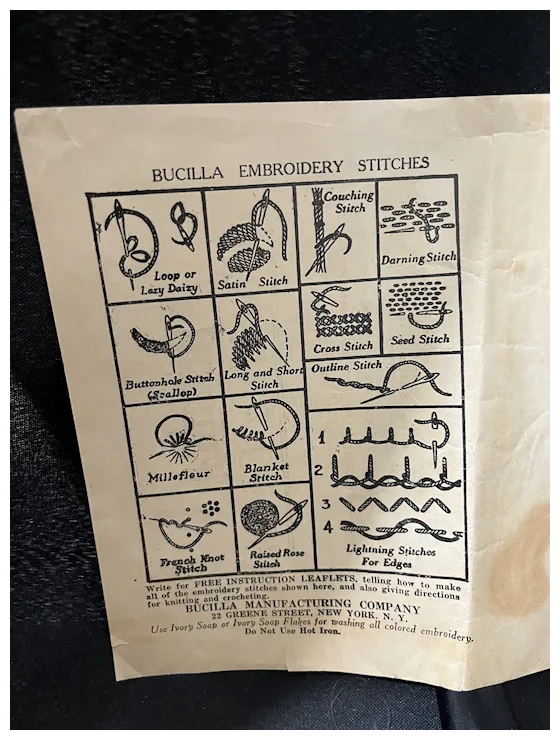 BUCILLA EMBROIDERY STITCHES
Loop or
Lazy Daizy
Satin Stitch
Couching
Stitch
Darning Stitch
Buttonhole Stitch
(Scallop)
Long and Short
Stitch
Cross Stitch
Seed Stitch
Outline Stitch
Millefleur
Blanket
Stitch
1
2
3
4
French Knot
Stitch
Raised Rose
Stitch
Lightning Stitches
For Edges
Write for FREE INSTRUCTION LEAFLETS, telling how to make
all of the embroidery stitches shown here, and also giving directions
for knitting and crocheting.
BUCILLA MANUFACTURING COMPANY
22 GREENE STREET, NEW YORK. N. Y.
Use Ivory Soap or Ivory Soap Flakes for washing all colored embroidery.
Do Not Use Hot Iron.